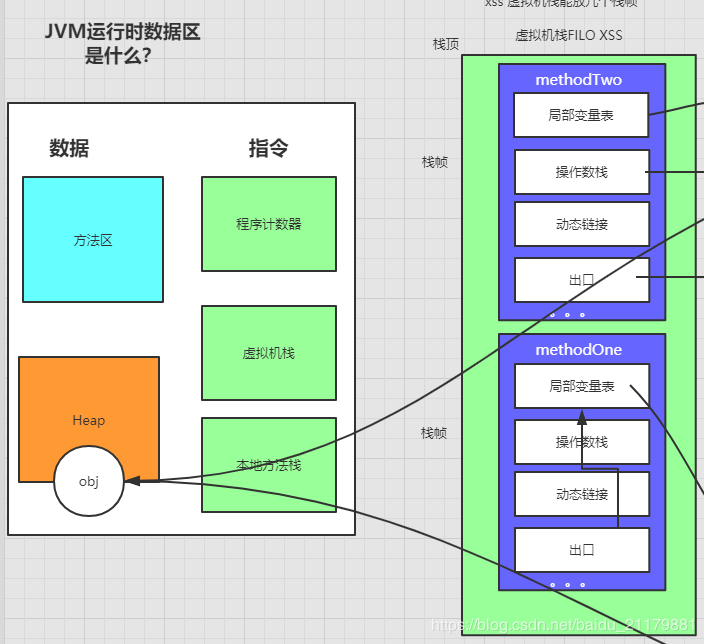 xss 虚拟机栈能放几个栈帧
JVM运行时数据区
是什么？
栈顶
虚拟机栈FILO XSS
数据
指令
方法区
程序计数器
虚拟机栈
Heap
obj
本地方法栈
栈帧
methodTwo
局部变量表
操作数栈
动态链接
出口
。。。
栈帧
methodOne
局部变量表
操作数栈
动态链接
出口
。。。
https://blog.csdn.net/baidu_21179881